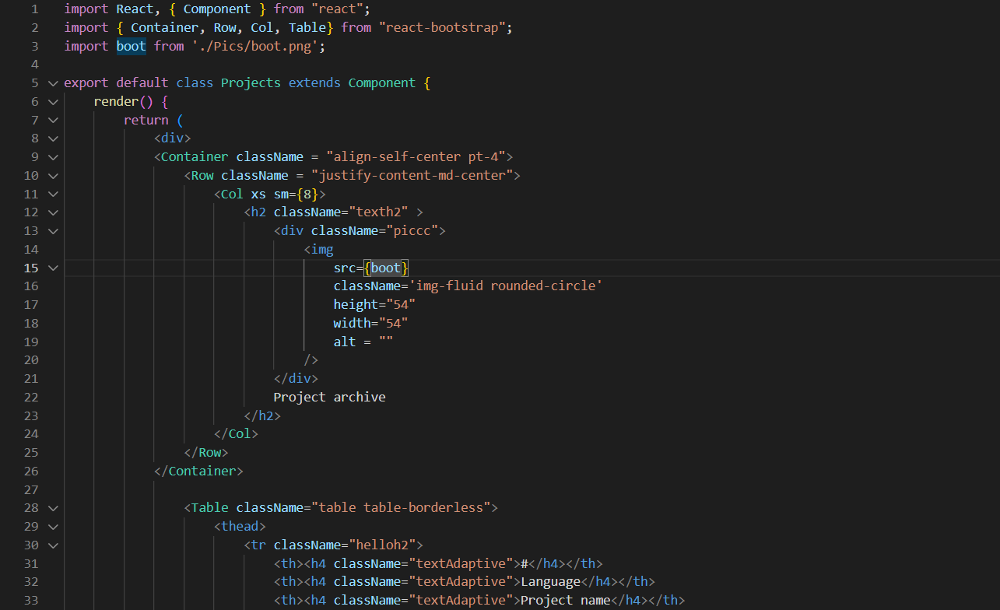 1 import React, { Component } from "react";
2 import { Container, Row, Col, Table} from "react-bootstrap";
3 import boot from './Pics/boot.png';
4
5 export default class Projects extends Component {
6     render() {
7         return (
8             <div>
9             <Container className = "align-self-center pt-4">
10                 <Row className = "justify-content-md-center">
11                     <Col xs sm={8}>
12                         <h2 className="texth2" >
13                             <div className="piccc">
14                                 <img
15                                     src={boot}
16                                     className='img-fluid rounded-circle'
17                                     height="54"
18                                     width="54"
19                                     alt = ""
20                                 />
21                             </div>
22                             Project archive
23                         </h2>
24                     </Col>
25                 </Row>
26             </Container>
27
28                 <Table className="table table-borderless">
29                     <thead>
30                         <tr className="helloh2">
31                             <th><h4 className="textAdaptive">#</h4></th>
32                             <th><h4 className="textAdaptive">Language</h4></th>
33                             <th><h4 className="textAdaptive">Project name</h4></th>